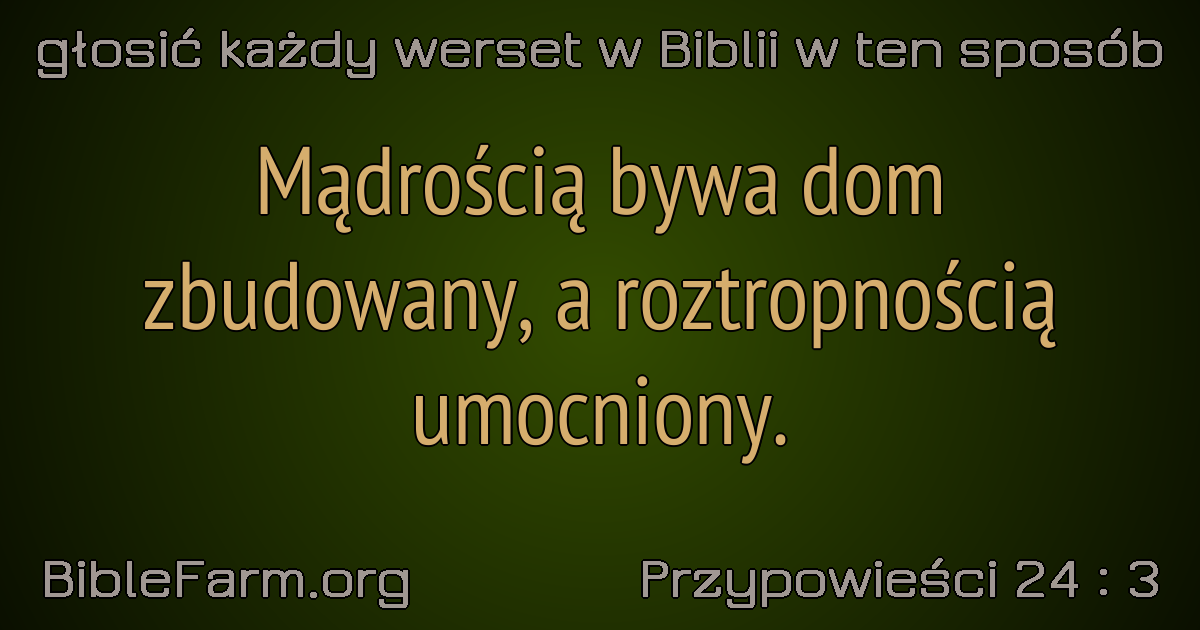 głosić każdy werset w Biblii w ten sposób
Mądrością bywa dom
zbudowany, a roztropnością
umocniony.
BibleFarm.org
Przypowieści 24 : 3